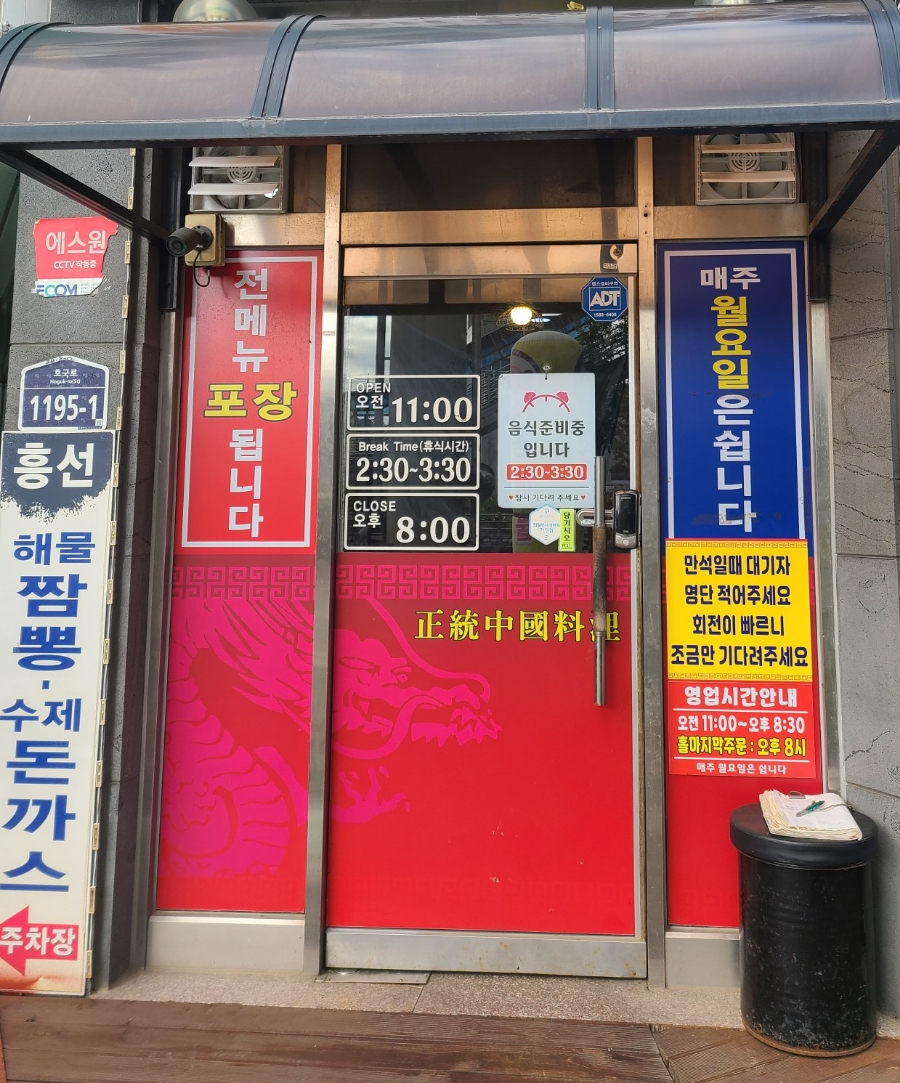 에스원
CCTV 작동중
ECOM
호국로
Hoguk-ro
1195-1
흥선
해물
짬
뽕
수제
돈
까
스
주차장
전
메
뉴
포장
됩
니
다
OPEN
오전 11:00
Break Time (휴식시간)
2:30~3:30
CLOSE
오후 8:00
ADT
음식준비중
입니다
2:30~3:30
♥잠시 기다려 주세요♥
당기시오
PULL
正統中國料理
매주
월
요
일
은
쉽
니
다
만석일때 대기자
명단 적어주세요
회전이 빠르니
조금만 기다려주세요
영업시간안내
오전 11:00~오후 8:30
홀마지막주문 : 오후 8시
매주 월요일은 쉽니다